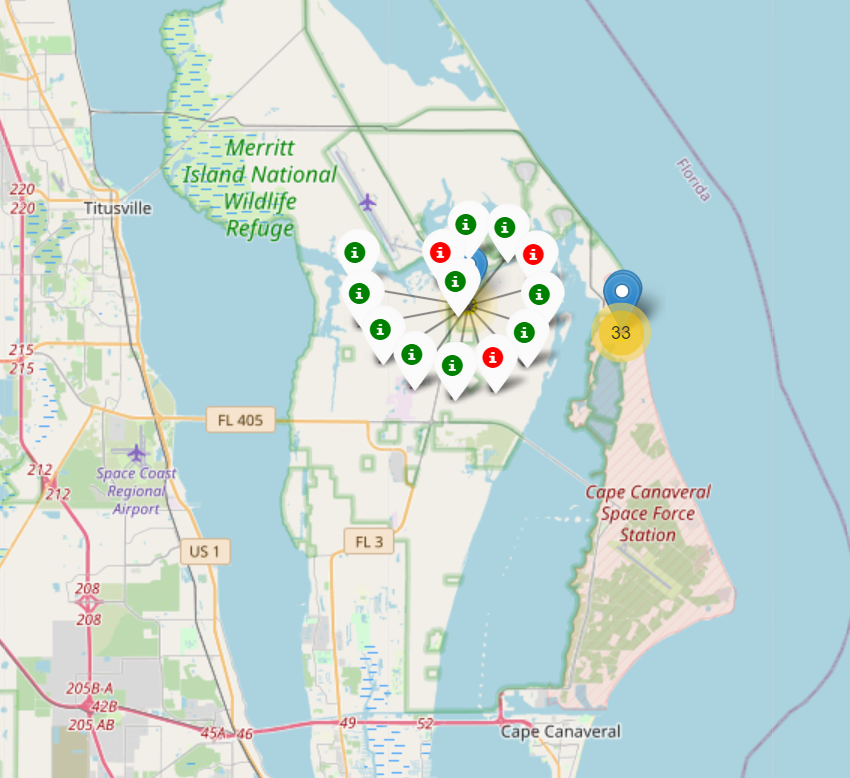 Merritt
Island National
Wildlife
Refuge
Florida
220
220
Titusville
33
215
215
FL 405
212
212
Space Coast
Regional
Airport
Cape Canaveral
Space Force
Station
US 1
FL 3
208
208
205B-A
42B
205 AB
45A
46
49
52
Cape Canaveral